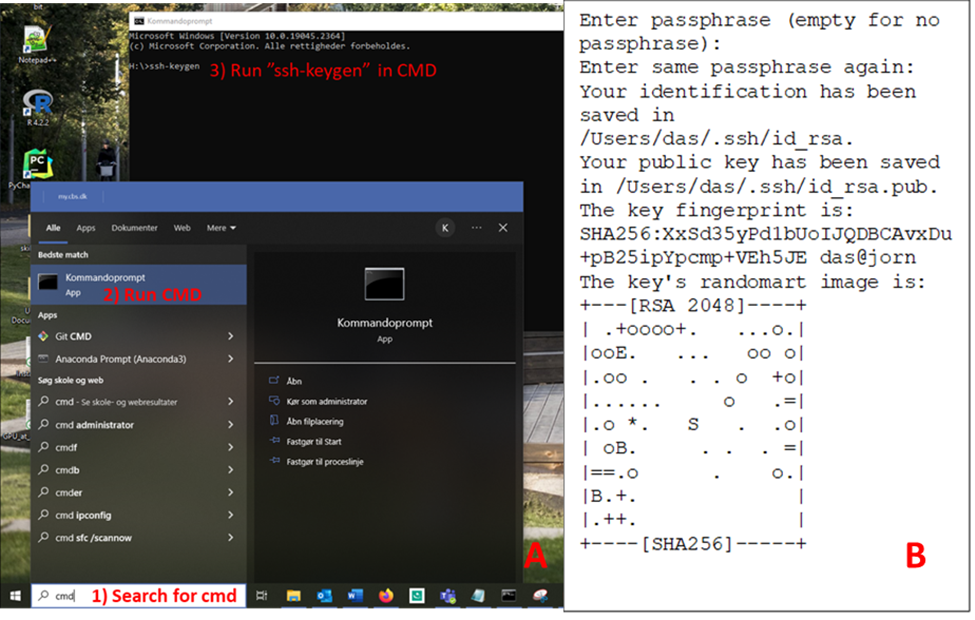 bit
Notepad++
R 4.2.2
PyCha
Kommandoprompt
Microsoft Windows [Version 10.0.19045.2364]
(c) Microsoft Corporation. Alle rettigheder forbeholdes.
H:\>ssh-keygen
3) Run ”ssh-keygen” in CMD
my.cbs.dk
Alle Apps Dokumenter Web Mere K ···
Bedste match
Kommandoprompt
App
2) Run CMD
Apps
Git CMD
Anaconda Prompt (Anaconda3)
Søg skole og web
cmd - Se skole- og webresultater
cmd administrator
cmdf
cmdb
cmder
cmd ipconfig
cmd sfc /scannow
Kommandoprompt
App
Åbn
Kør som administrator
Åbn filplacering
Fastgør til Start
Fastgør til proceslinje
cmd
1) Search for cmd
A
Enter passphrase (empty for no
passphrase):
Enter same passphrase again:
Your identification has been
saved in
/Users/das/.ssh/id_rsa.
Your public key has been saved
in /Users/das/.ssh/id_rsa.pub.
The key fingerprint is:
SHA256:XxSd35yPd1bUoIJQDBCAvxDu
+pB25ipYpcmp+VEh5JE das@jorn
The key's randomart image is:
+---[RSA 2048]----+
| .+oooo+.   ...o.|
|ooE.   ...   oo o|
|.oo .   . . o  +o|
|......     o   .=|
|.o *.   S   .  .o|
| oB.     . .  . =|
|==.o      .    o.|
|B.+.             |
|.++.             |
+----[SHA256]-----+
B